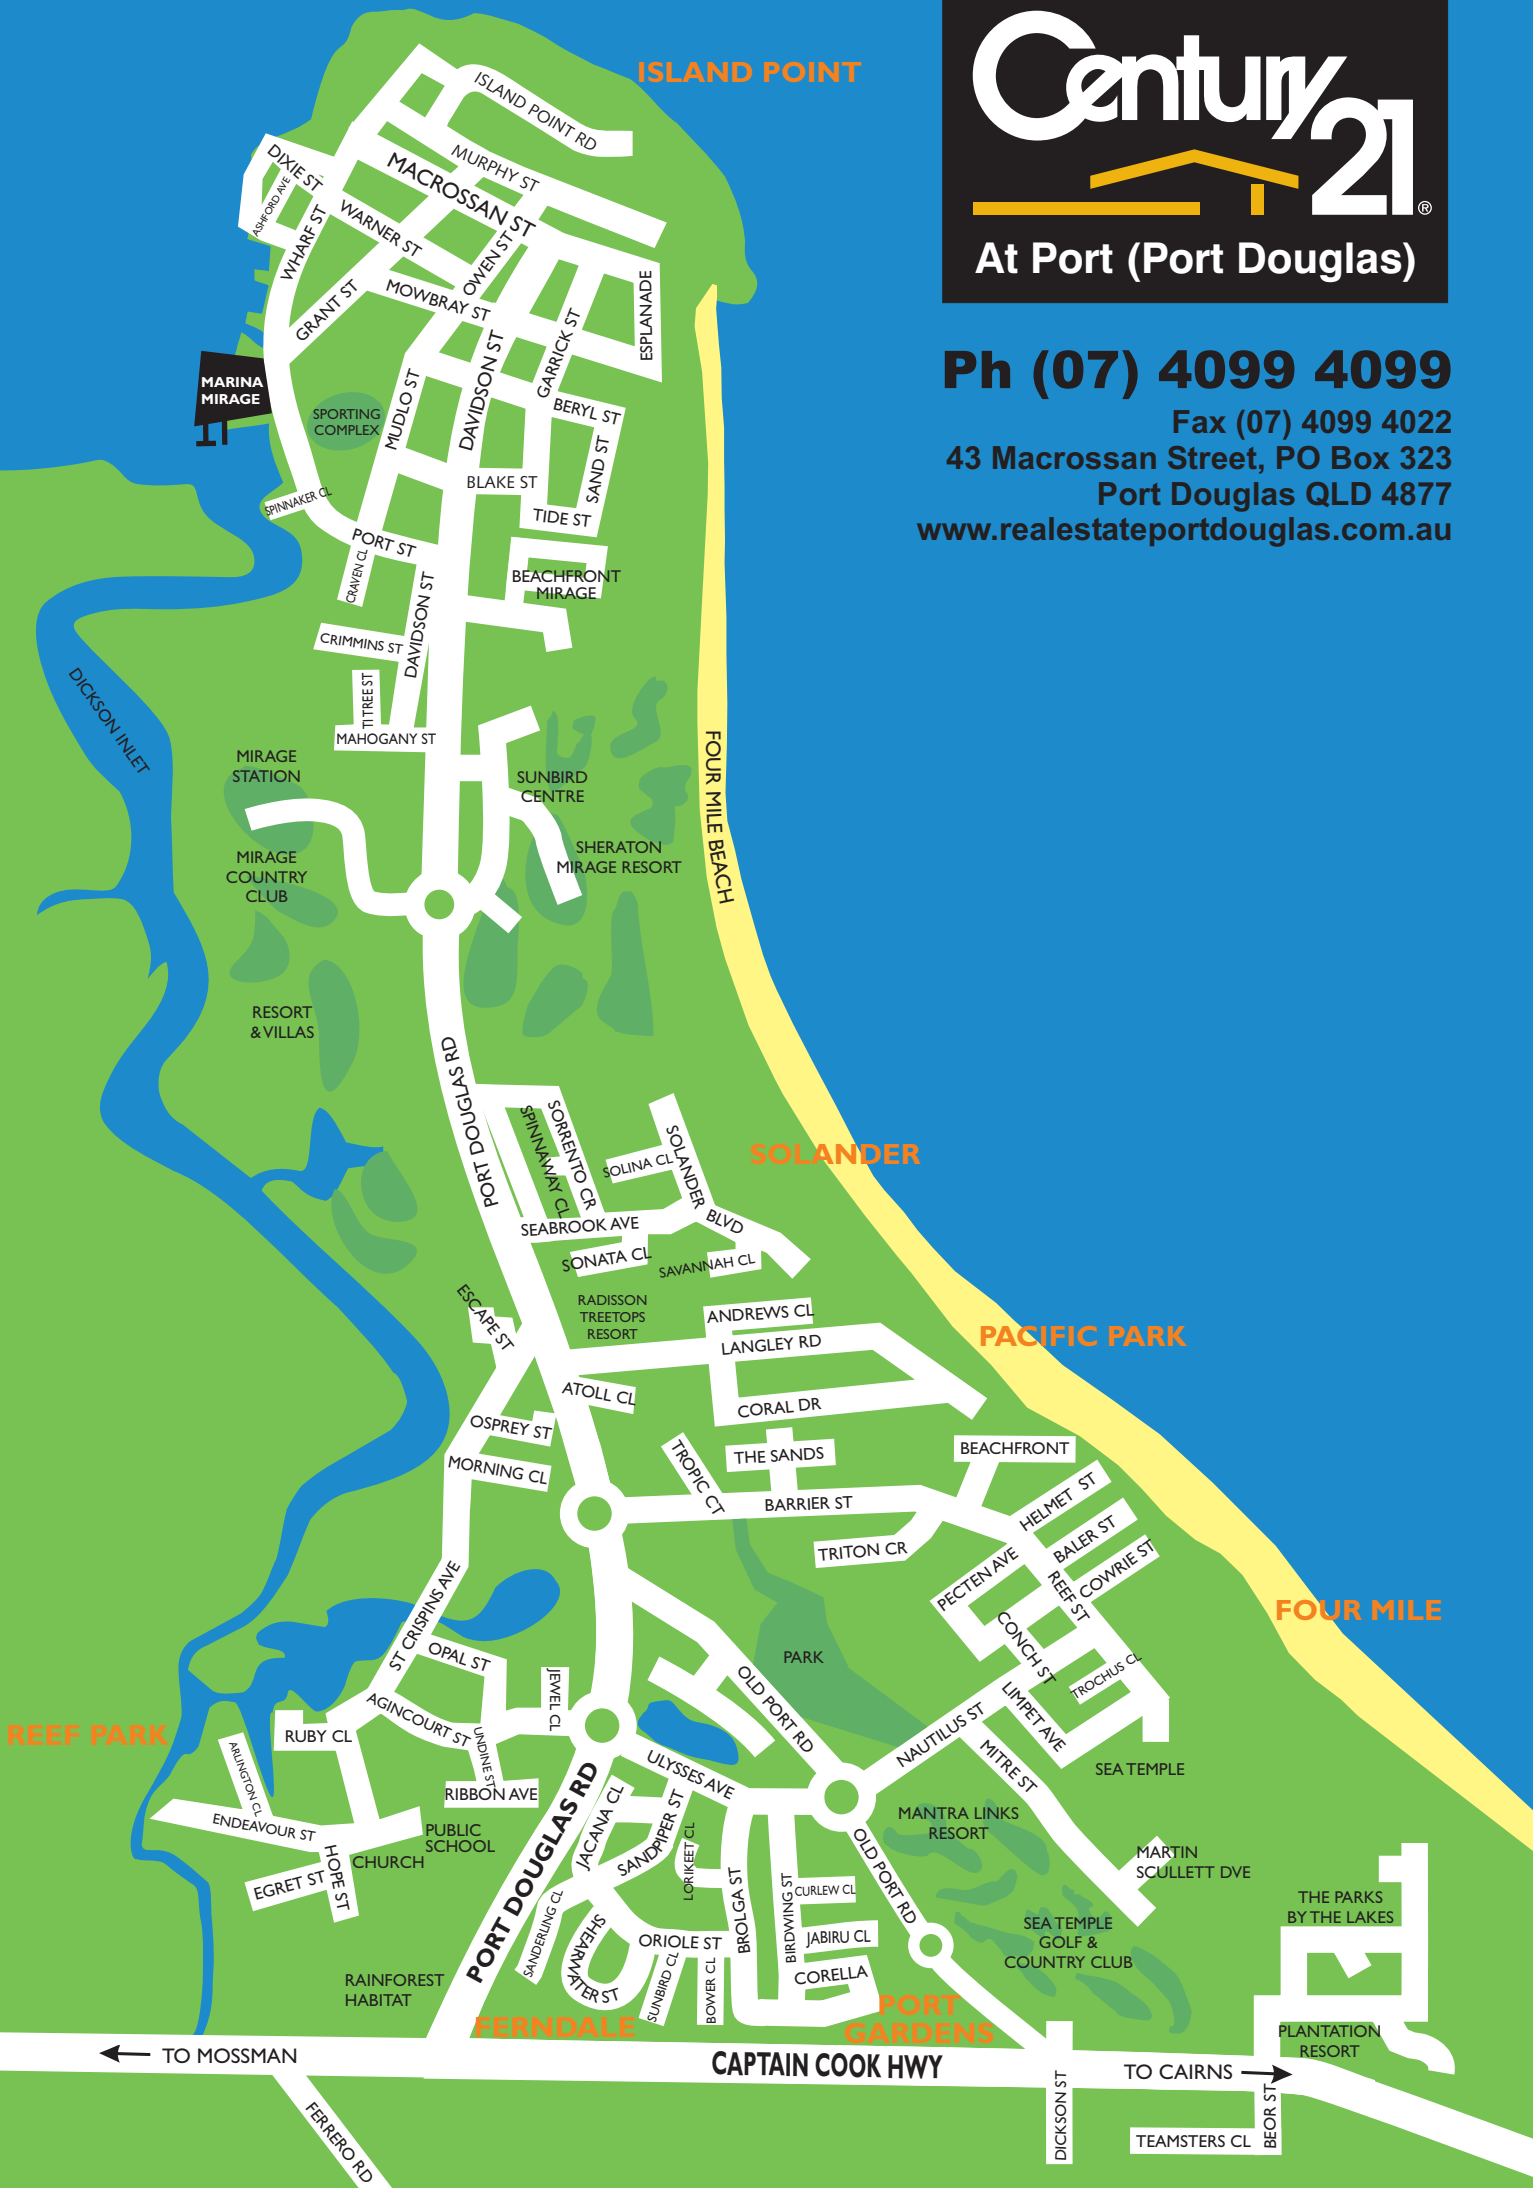 Century 21®
At Port (Port Douglas)
Ph (07) 4099 4099
Fax (07) 4099 4022
43 Macrossan Street, PO Box 323
Port Douglas QLD 4877
www.realestateportdouglas.com.au
ISLAND POINT
ISLAND POINT RD
MURPHY ST
MACROSSAN ST
DIXIE ST
ASHFORD AVE
WHARF ST
WARNER ST
OWEN ST
GRANT ST
MOWBRAY ST
ESPLANADE
GARRICK ST
DAVIDSON ST
MARINA
MIRAGE
SPORTING
COMPLEX
MUDLO ST
BERYL ST
SAND ST
BLAKE ST
SPINNAKER CL
TIDE ST
PORT ST
CRAVEN CL
BEACHFRONT
MIRAGE
DAVIDSON ST
CRIMMINS ST
TI TREE ST
MAHOGANY ST
DICKSON INLET
MIRAGE
STATION
SUNBIRD
CENTRE
FOUR MILE BEACH
SHERATON
MIRAGE RESORT
MIRAGE
COUNTRY
CLUB
RESORT
& VILLAS
PORT DOUGLAS RD
SPINNAWAY CL
SORRENTO CR
SOLINA CL
SOLANDER
BLVD
SOLANDER
SEABROOK AVE
SONATA CL
SAVANNAH CL
ESCAPE ST
RADISSON
TREETOPS
RESORT
ANDREWS CL
LANGLEY RD
PACIFIC PARK
ATOLL CL
CORAL DR
OSPREY ST
MORNING CL
TROPIC CT
THE SANDS
BEACHFRONT
BARRIER ST
HELMET ST
BALER ST
COWRIE ST
TRITON CR
PECTEN AVE
REEF ST
CONCH ST
FOUR MILE
ST CRISPINS AVE
OPAL ST
JEWEL CL
PARK
OLD PORT RD
TROCHUS CL
LIMPET AVE
NAUTILUS ST
MITRE ST
SEA TEMPLE
REEF PARK
AGINCOURT ST
RUBY CL
UNDINE ST
RIBBON AVE
ARLINGTON CL
ENDEAVOUR ST
PUBLIC
SCHOOL
CHURCH
HOPE ST
EGRET ST
PORT DOUGLAS RD
ULYSSES AVE
JACANA CL
SANDPIPER ST
LORIKEET CL
MANTRA LINKS
RESORT
OLD PORT RD
MARTIN
SCULLETT DVE
BROLGA ST
BIRDWING ST
CURLEW CL
JABIRU CL
CORELLA
SANDERLING CL
SHEARWATER ST
ORIOLE ST
SUNBIRD CL
BOWER CL
SEA TEMPLE
GOLF &
COUNTRY CLUB
THE PARKS
BY THE LAKES
RAINFOREST
HABITAT
FERNDALE
PORT
GARDENS
PLANTATION
RESORT
TO MOSSMAN
CAPTAIN COOK HWY
TO CAIRNS
FERRERO RD
DICKSON ST
TEAMSTERS CL
BEOR ST